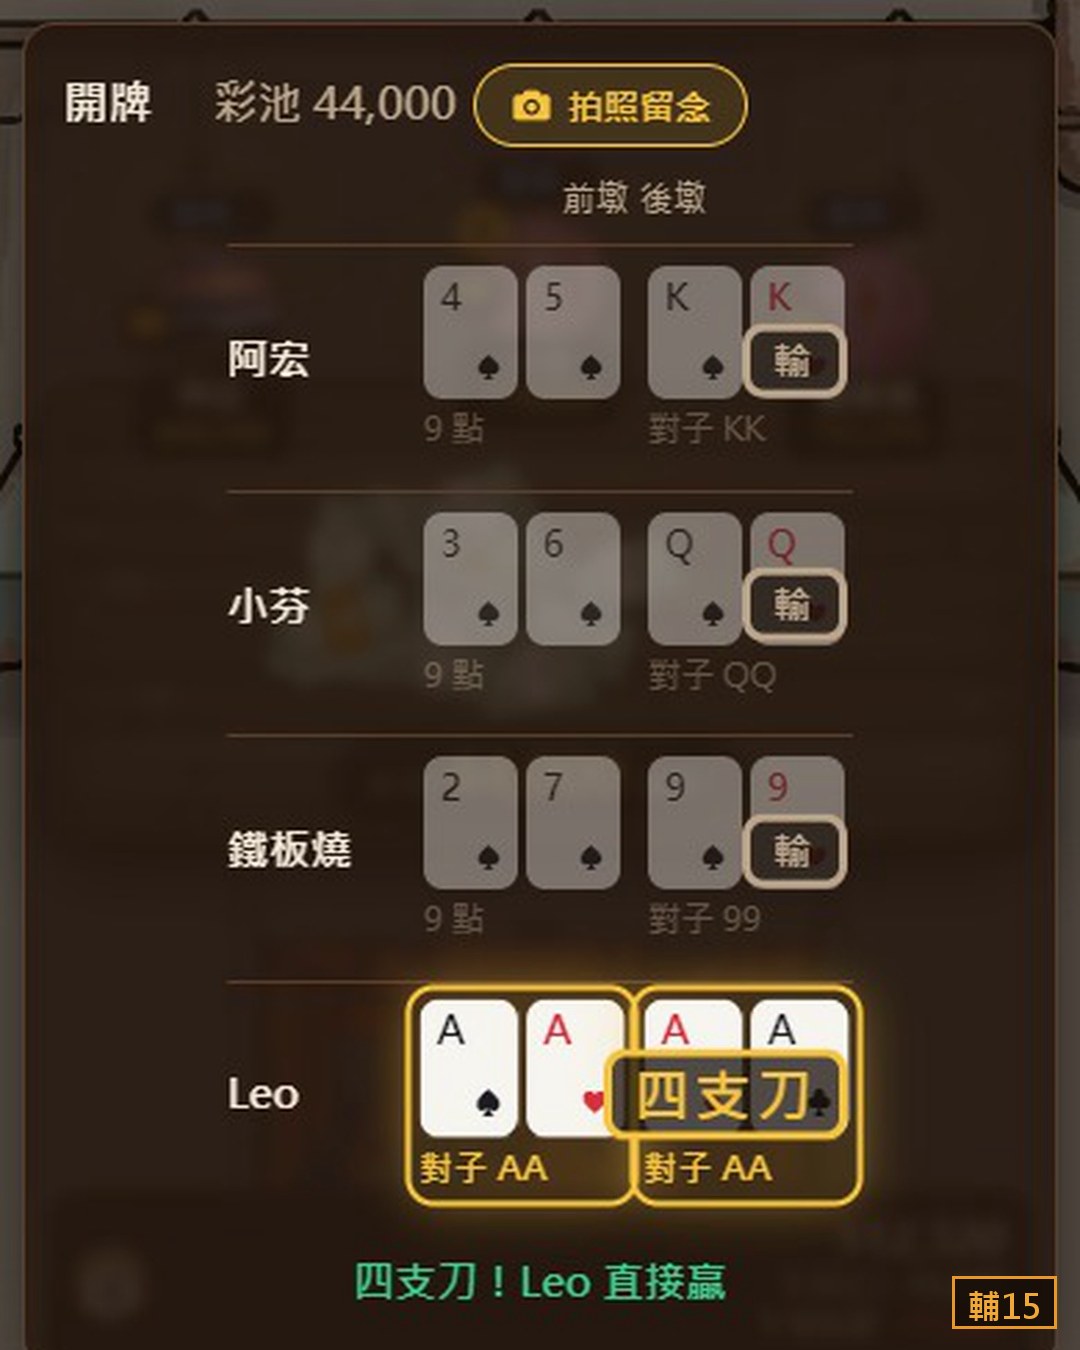 開牌 彩池 44,000 拍照留念
前墩 後墩
4 5 K K
阿宏 輸
9 點 對子 KK
3 6 Q Q
小芬 輸
9 點 對子 QQ
2 7 9 9
鐵板燒 輸
9 點 對子 99
A A A A
Leo 四支刀
對子 AA 對子 AA
四支刀！Leo 直接贏
輔15